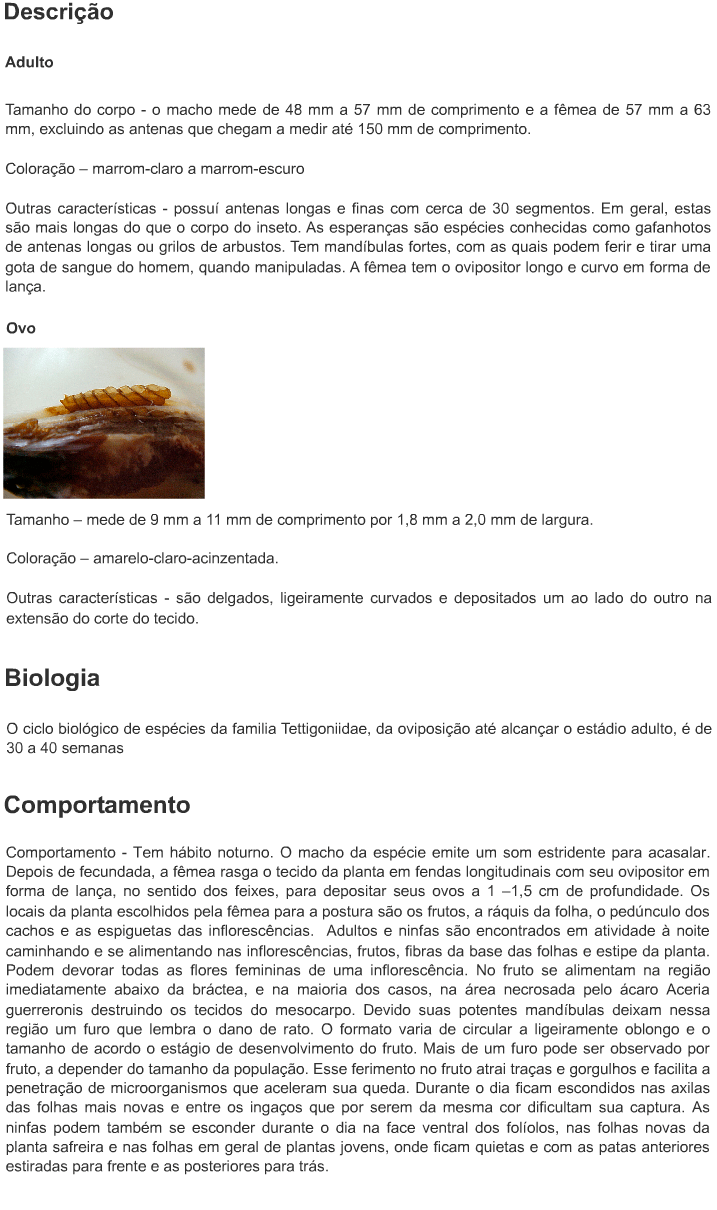 Descrição
Adulto
Tamanho do corpo - o macho mede de 48 mm a 57 mm de comprimento e a fêmea de 57 mm a 63
mm, excluindo as antenas que chegam a medir até 150 mm de comprimento.
Coloração – marrom-claro a marrom-escuro
Outras características - possuí antenas longas e finas com cerca de 30 segmentos. Em geral, estas
são mais longas do que o corpo do inseto. As esperanças são espécies conhecidas como gafanhotos
de antenas longas ou grilos de arbustos. Tem mandíbulas fortes, com as quais podem ferir e tirar uma
gota de sangue do homem, quando manipuladas. A fêmea tem o ovipositor longo e curvo em forma de
lança.
Ovo
Tamanho – mede de 9 mm a 11 mm de comprimento por 1,8 mm a 2,0 mm de largura.
Coloração – amarelo-claro-acinzentada.
Outras características - são delgados, ligeiramente curvados e depositados um ao lado do outro na
extensão do corte do tecido.
Biologia
O ciclo biológico de espécies da familia Tettigoniidae, da oviposição até alcançar o estádio adulto, é de
30 a 40 semanas
Comportamento
Comportamento - Tem hábito noturno. O macho da espécie emite um som estridente para acasalar.
Depois de fecundada, a fêmea rasga o tecido da planta em fendas longitudinais com seu ovipositor em
forma de lança, no sentido dos feixes, para depositar seus ovos a 1 –1,5 cm de profundidade. Os
locais da planta escolhidos pela fêmea para a postura são os frutos, a ráquis da folha, o pedúnculo dos
cachos e as espiguetas das inflorescências. Adultos e ninfas são encontrados em atividade à noite
caminhando e se alimentando nas inflorescências, frutos, fibras da base das folhas e estipe da planta.
Podem devorar todas as flores femininas de uma inflorescência. No fruto se alimentam na região
imediatamente abaixo da bráctea, e na maioria dos casos, na área necrosada pelo ácaro Aceria
guerreronis destruindo os tecidos do mesocarpo. Devido suas potentes mandíbulas deixam nessa
região um furo que lembra o dano de rato. O formato varia de circular a ligeiramente oblongo e o
tamanho de acordo o estágio de desenvolvimento do fruto. Mais de um furo pode ser observado por
fruto, a depender do tamanho da população. Esse ferimento no fruto atrai traças e gorgulhos e facilita a
penetração de microorganismos que aceleram sua queda. Durante o dia ficam escondidos nas axilas
das folhas mais novas e entre os ingaços que por serem da mesma cor dificultam sua captura. As
ninfas podem também se esconder durante o dia na face ventral dos folíolos, nas folhas novas da
planta safreira e nas folhas em geral de plantas jovens, onde ficam quietas e com as patas anteriores
estiradas para frente e as posteriores para trás.